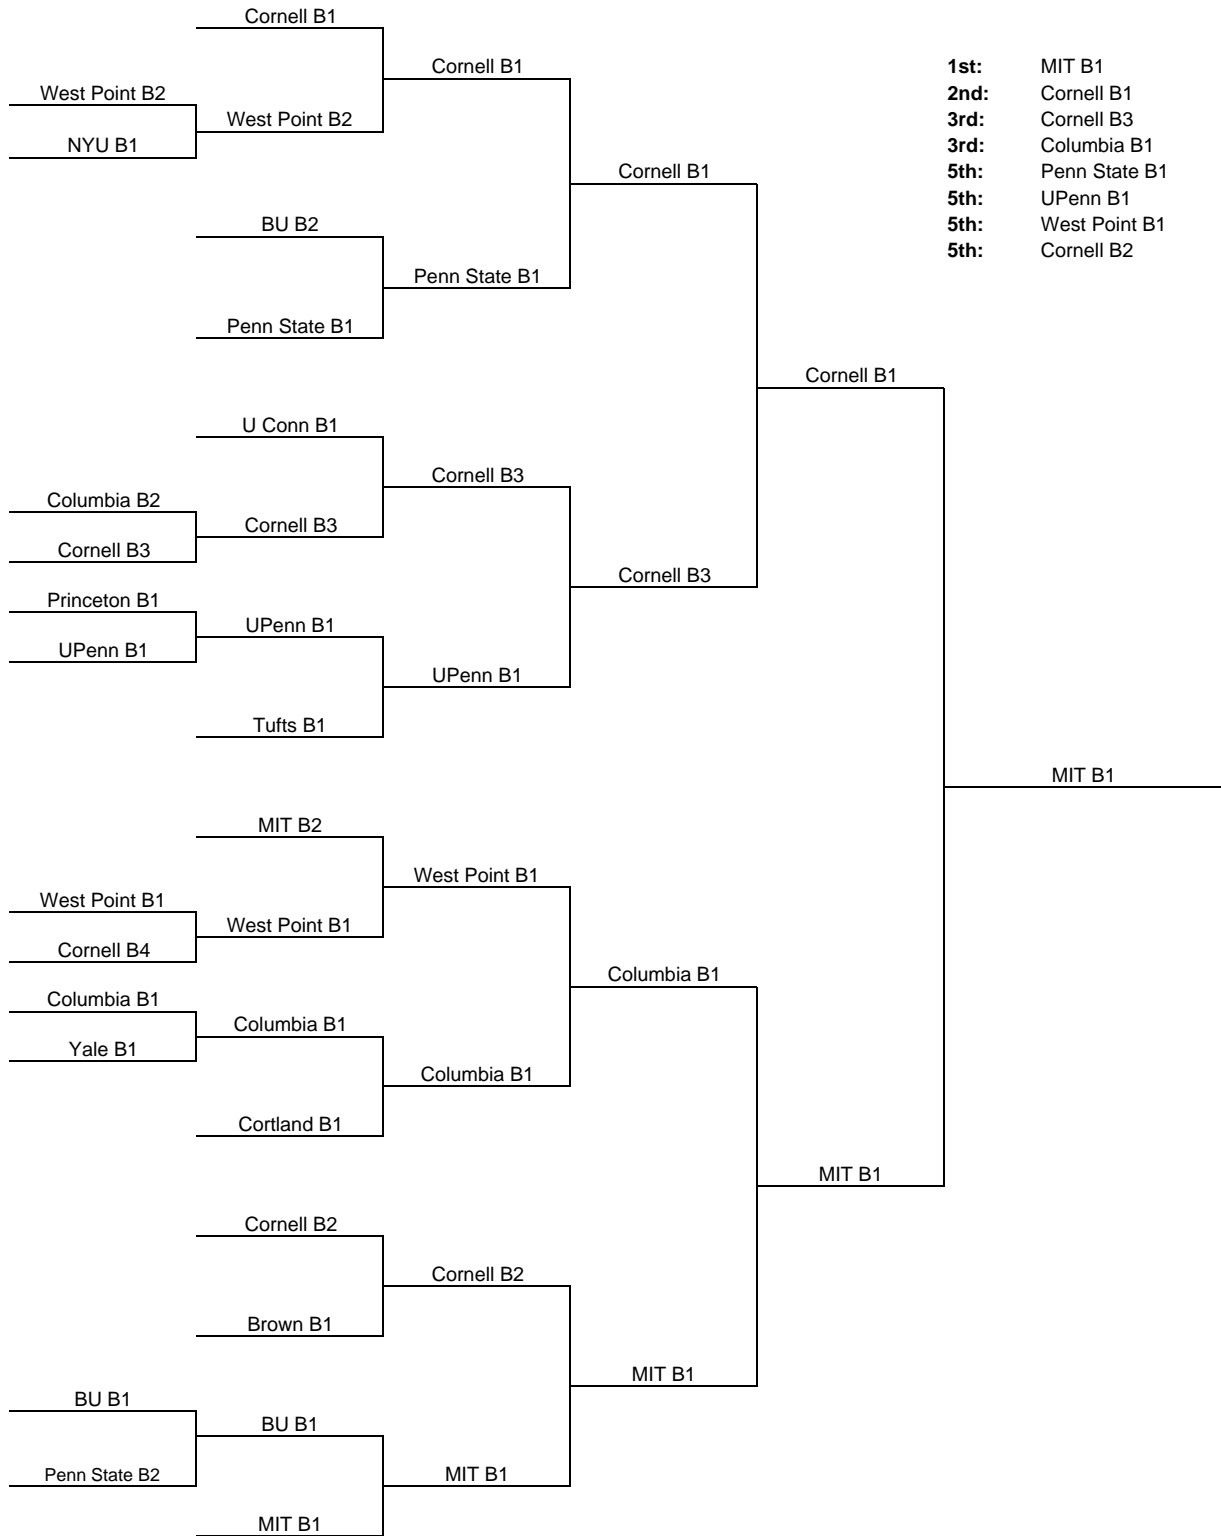 Cornell B1
Cornell B1
1st: MIT B1
West Point B2
2nd: Cornell B1
West Point B2
3rd: Cornell B3
NYU B1
3rd: Columbia B1
Cornell B1
5th: Penn State B1
5th: UPenn B1
BU B2
5th: West Point B1
5th: Cornell B2
Penn State B1
Penn State B1
Cornell B1
U Conn B1
Cornell B3
Columbia B2
Cornell B3
Cornell B3
Cornell B3
Princeton B1
UPenn B1
UPenn B1
UPenn B1
Tufts B1
MIT B1
MIT B2
West Point B1
West Point B1
West Point B1
Cornell B4
Columbia B1
Columbia B1
Columbia B1
Yale B1
Columbia B1
Cortland B1
MIT B1
Cornell B2
Cornell B2
Brown B1
MIT B1
BU B1
BU B1
Penn State B2
MIT B1
MIT B1